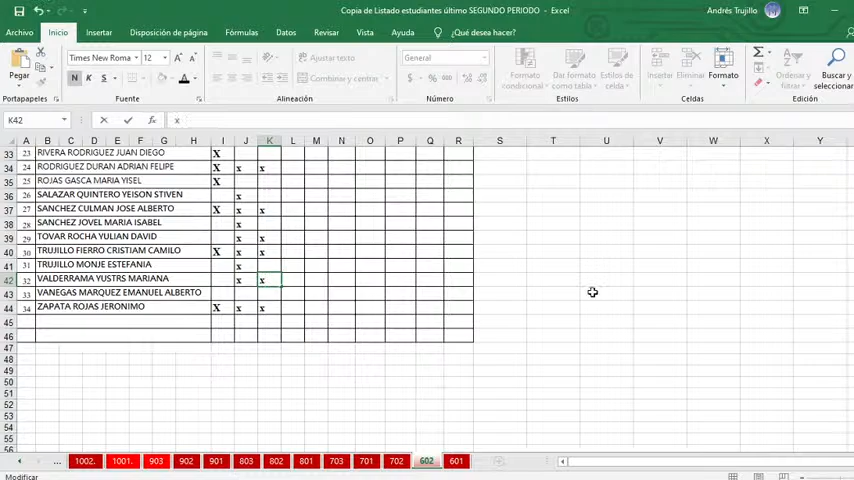 Copia de Listado estudiantes último SEGUNDO PERIODO - Excel
Andrés Trujillo
Archivo Inicio Insertar Disposición de página Fórmulas Datos Revisar Vista Ayuda ¿Qué desea hacer?
Times New Roma 12 A A Ajustar texto General Σ
Pegar N K S A Combinar y centrar $ % Formato condicional Dar formato como tabla Estilos de celda Insertar Eliminar Formato Ordenar y filtrar Buscar y seleccionar
Portapapeles Fuente Alineación Número Estilos Celdas Edición
K42 fx x
A B C D E F G H I J K L M N O P Q R S T U V W X Y
33 23 RIVERA RODRIGUEZ JUAN DIEGO X
34 24 RODRIGUEZ DURAN ADRIAN FELIPE X x x
35 25 ROJAS GASCA MARIA YISEL X
36 26 SALAZAR QUINTERO YEISON STIVEN x
37 27 SANCHEZ CULMAN JOSE ALBERTO X x x
38 28 SANCHEZ JOVEL MARIA ISABEL x
39 29 TOVAR ROCHA YULIAN DAVID x x
40 30 TRUJILLO FIERRO CRISTIAM CAMILO X x x
41 31 TRUJILLO MONJE ESTEFANIA x
42 32 VALDERRAMA YUSTRS MARIANA x x
43 33 VANEGAS MARQUEZ EMANUEL ALBERTO
44 34 ZAPATA ROJAS JERONIMO X x x
45
46
47
48
49
50
51
52
53
54
55
56
... 1002. 1001. 903 902 901 803 802 801 703 701 702 602 601
Modificar